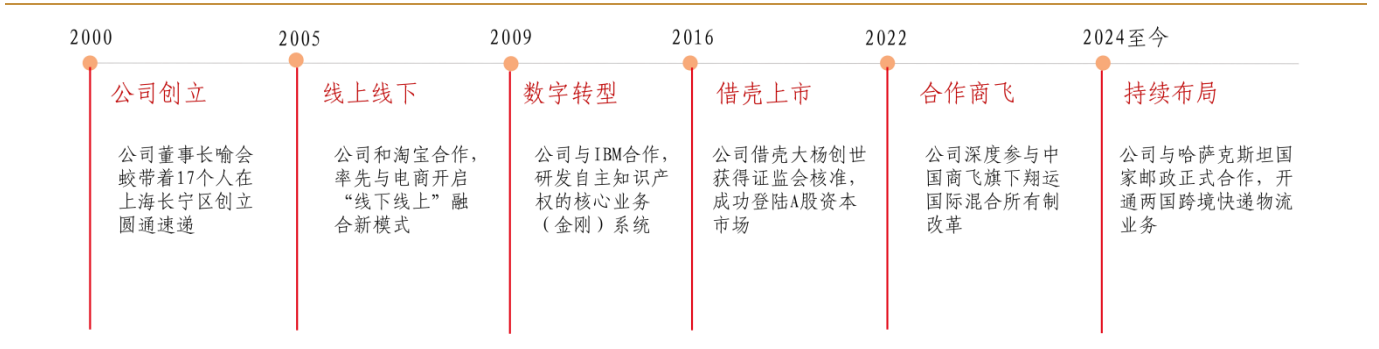 2000
2005
2009
2016
2022
2024至今
公司创立
线上线下
数字转型
借壳上市
合作商飞
持续布局
公司董事长喻会
蛟带着17个人在
上海长宁区创立
圆通速递
公司和淘宝合作，
率先与电商开启
“线下线上”融
合新模式
公司与IBM合作，
研发自主知识产
权的核心业务
（金刚）系统
公司借壳大杨创世
获得证监会核准，
成功登陆A股资本
市场
公司深度参与中
国商飞旗下翔运
国际混合所有制
改革
公司与哈萨克斯坦国
家邮政正式合作，开
通两国跨境快递物流
业务